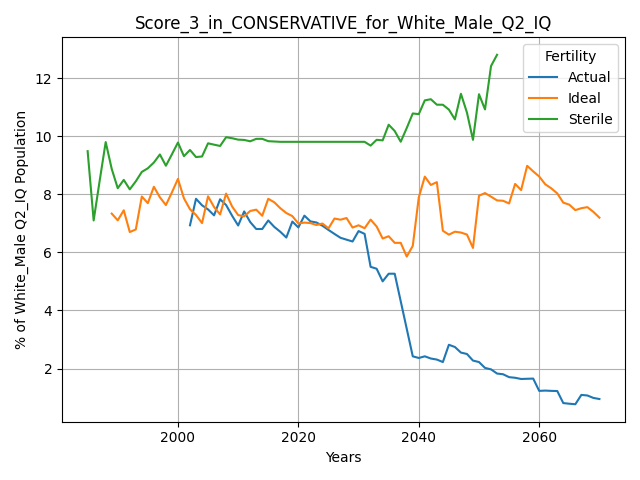 Score_3_in_CONSERVATIVE_for_White_Male_Q2_IQ
Fertility
Actual
Ideal
Sterile
% of White_Male Q2_IQ Population
12
10
8
6
4
2
2000
2020
2040
2060
Years